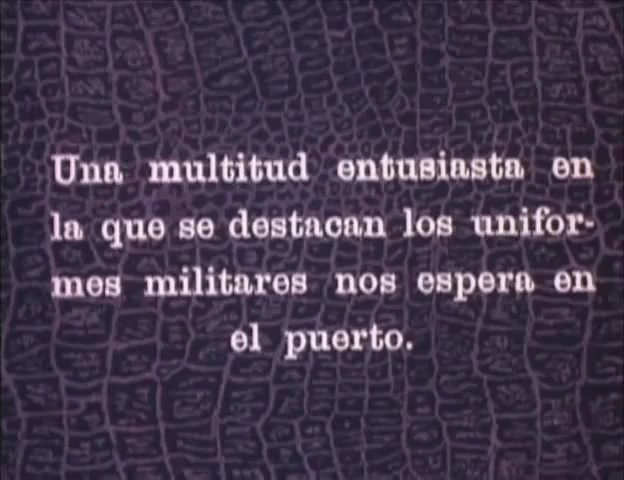 Una multitud entusiasta en
la que se destacan los unifor-
mes militares nos espera en
el puerto.